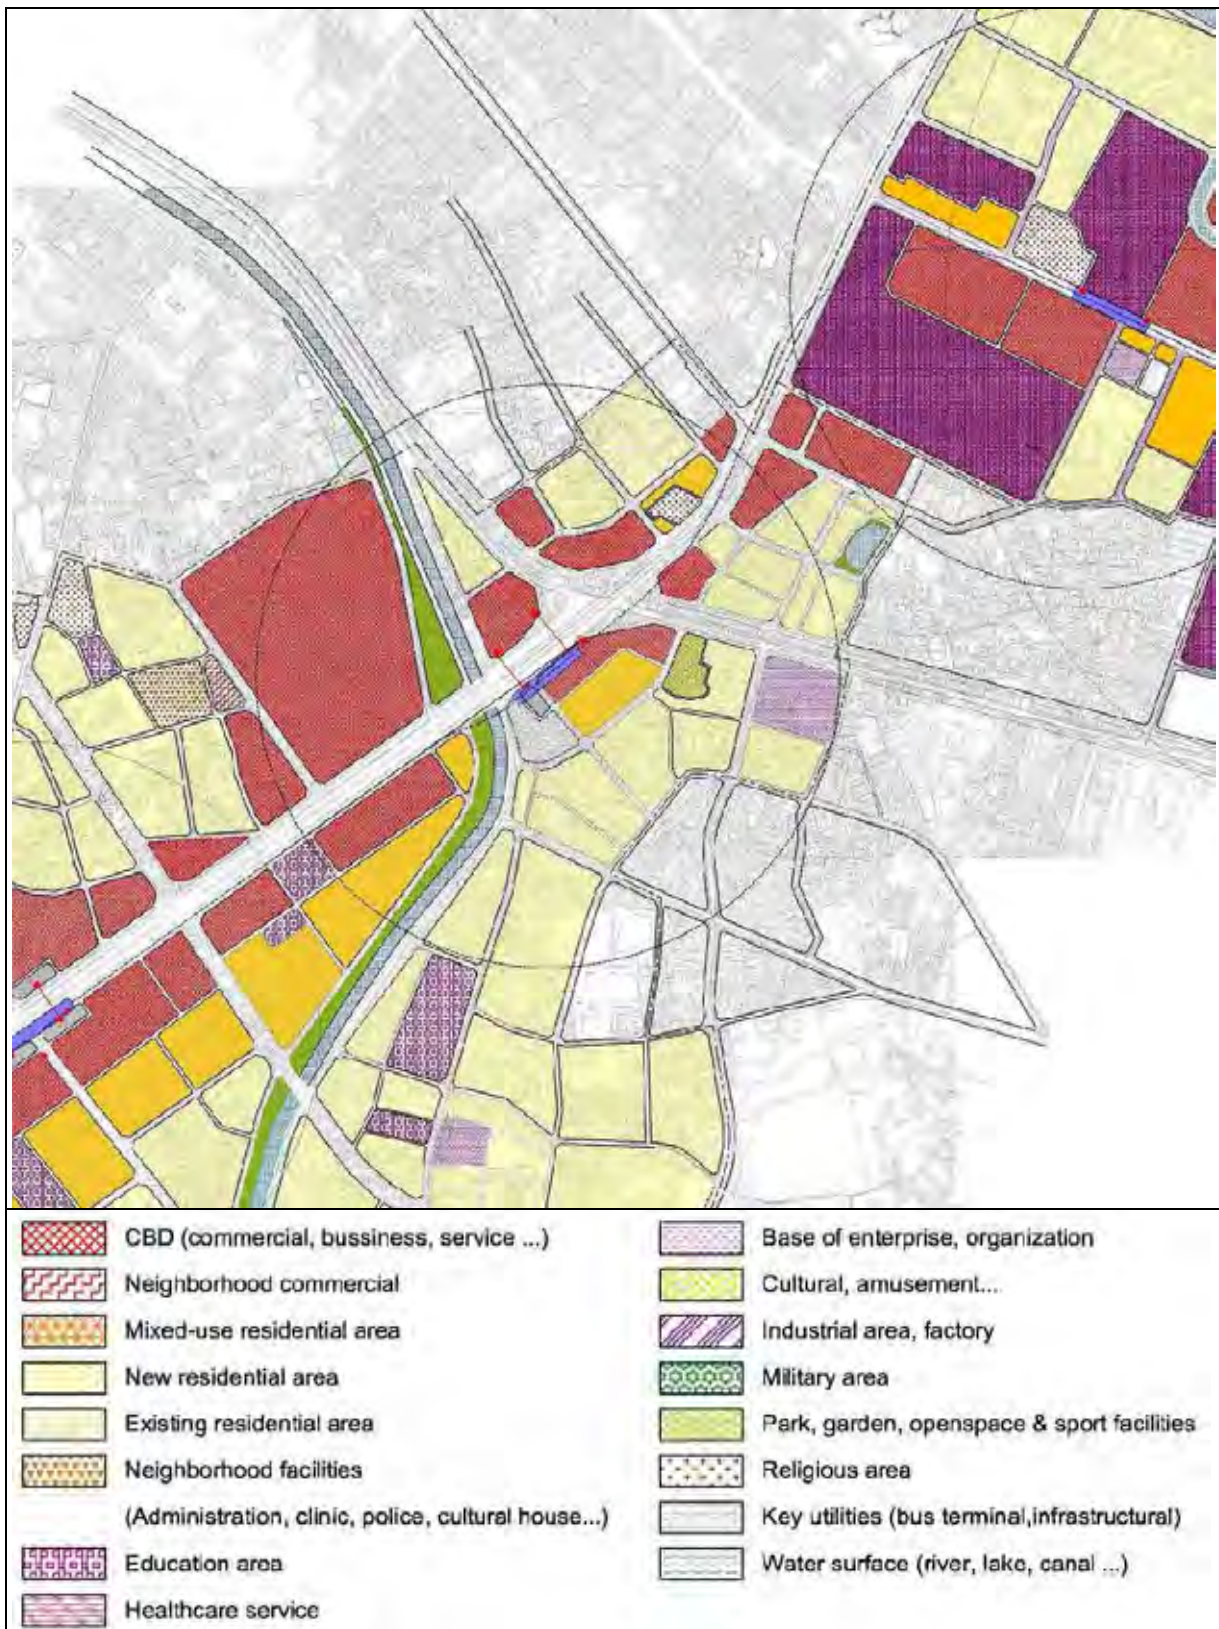 CBD (commercial, bussiness, service ...)
Neighborhood commercial
Mixed-use residential area
New residential area
Existing residential area
Neighborhood facilities
(Administration, clinic, police, cultural house...)
Education area
Healthcare service
Base of enterprise, organization
Cultural, amusement...
Industrial area, factory
Military area
Park, garden, openspace & sport facilities
Religious area
Key utilities (bus terminal,infrastructural)
Water surface (river, lake, canal ...)